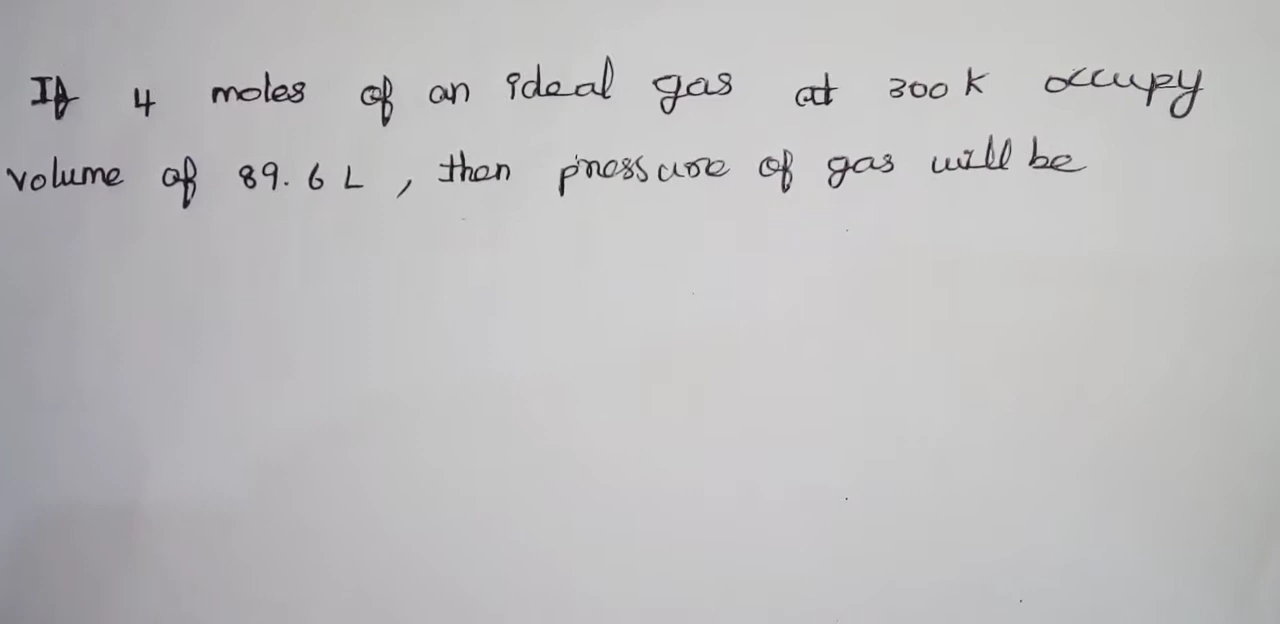 If 4 moles of an ideal gas at 300 K occupy
volume of 89.6 L , then pressure of gas will be